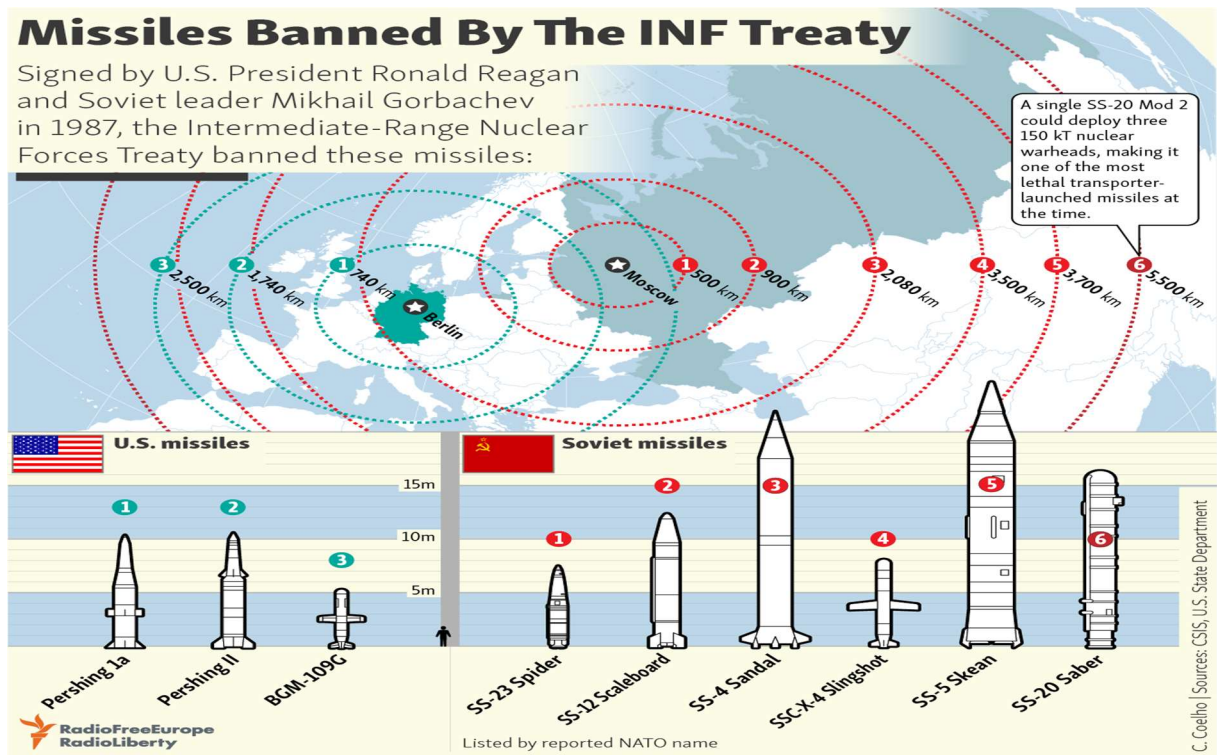 Missiles Banned By The INF Treaty
Signed by U.S. President Ronald Reagan
and Soviet leader Mikhail Gorbachev
in 1987, the Intermediate-Range Nuclear
Forces Treaty banned these missiles:
A single SS-20 Mod 2
could deploy three
150 kT nuclear
warheads, making it
one of the most
lethal transporter-
launched missiles at
the time.
3 2,500 km
2 1,740 km
1 740 km
Berlin
Moscow
1 500 km
2 900 km
3 2,080 km
4 3,500 km
5 3,700 km
6 5,500 km
U.S. missiles
Soviet missiles
15m
10m
5m
1
2
3
1
2
3
4
5
6
Pershing 1a
Pershing II
BGM-109G
SS-23 Spider
SS-12 Scaleboard
SS-4 Sandal
SSC-X-4 Slingshot
SS-5 Skean
SS-20 Saber
RadioFreeEurope
RadioLiberty
Listed by reported NATO name
C. Coelho | Sources: CSIS, U.S. State Department